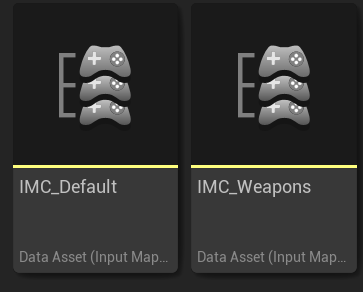 IMC_Default
IMC_Weapons
Data Asset (Input Map...
Data Asset (Input Map...